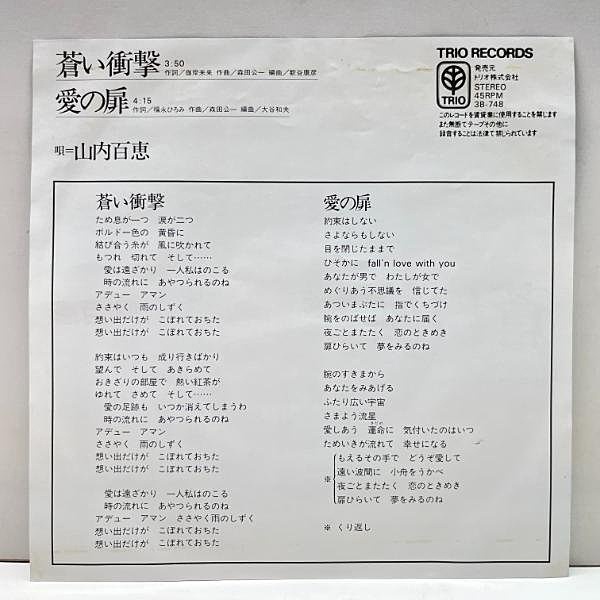 蒼い衝撃 3:50
作詞／亜岸来来 作曲／森田公一 編曲／鷲谷康彦
愛の扉 4:15
作詞／福永ひろみ 作曲／森田公一 編曲／大谷和夫
唄=山内百恵
TRIO RECORDS
TRIO
発売元
トリオ株式会社
STEREO
45RPM
3B-748
このレコードを賃貸業に使用することを禁じます
また無断でテープその他に
録音することは法律で禁じられています
蒼い衝撃
ため息が一つ 涙が二つ
ボルドー色の 黄昏に
結び合う糸が 風に吹かれて
もつれ 切れて そして……
愛は遠ざかり 一人私はのこる
時の流れに あやつられるのね
アデュー アマン
ささやく 雨のしずく
想い出だけが こぼれておちた
想い出だけが こぼれておちた
約束はいつも 成り行きばかり
望んで そして あきらめて
おきざりの部屋で 熱い紅茶が
ゆれて さめて そして……
愛の足跡も いつか消えてしまうわ
時の流れに あやつられるのね
アデュー アマン
ささやく 雨のしずく
想い出だけが こぼれておちた
想い出だけが こぼれておちた
愛は遠ざかり 一人私はのこる
時の流れに あやつられるのね
アデュー アマン ささやく雨のしずく
想い出だけが こぼれておちた
想い出だけが こぼれておちた
愛の扉
約束はしない
さよならもしない
目を閉じたままで
ひそかに fall'n love with you
あなたが男で わたしが女で
めぐりあう不思議を 信じてた
あついまぶたに 指でくちづけ
腕をのばせば あなたに届く
夜ごとまたたく 恋のときめき
扉ひらいて 夢をみるのね
腕のすきまから
あなたをみあげる
ふたり広い宇宙
さまよう流星
愛しあう 運命に 気付いたのはいつ
ためいきが流れて 幸せになる
※もえるその手で どうぞ愛して
遠い波間に 小舟をうかべ
夜ごとまたたく 恋のときめき
扉ひらいて 夢をみるのね
※ くり返し